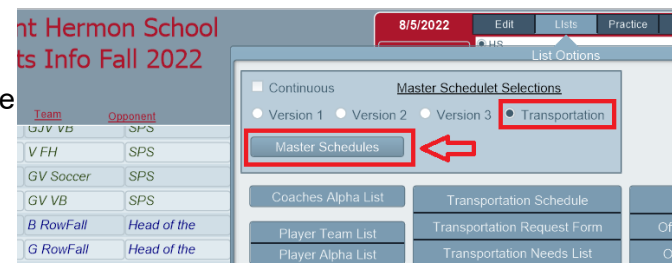 nt Hermon School
ts Info Fall 2022
8/5/2022 Edit Lists Practice
HS
List Options
Continuous Master Schedulet Selections
Version 1 Version 2 Version 3 Transportation
Master Schedules
e
Team Opponent
GJV VB SPS
V FH SPS
GV Soccer SPS
GV VB SPS
B RowFall Head of the
G RowFall Head of the
Coaches Alpha List Transportation Schedule
Player Team List Transportation Request Form Of
Player Alpha List Transportation Needs List O